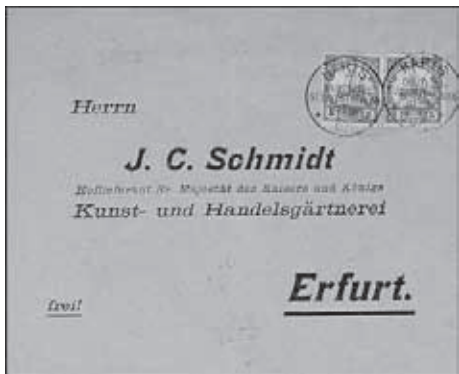 Herrn
J. C. Schmidt
Hoflieferant Sr. Majestät des Kaisers und Königs
Kunst- und Handelsgärtnerei
Erfurt.
frei!